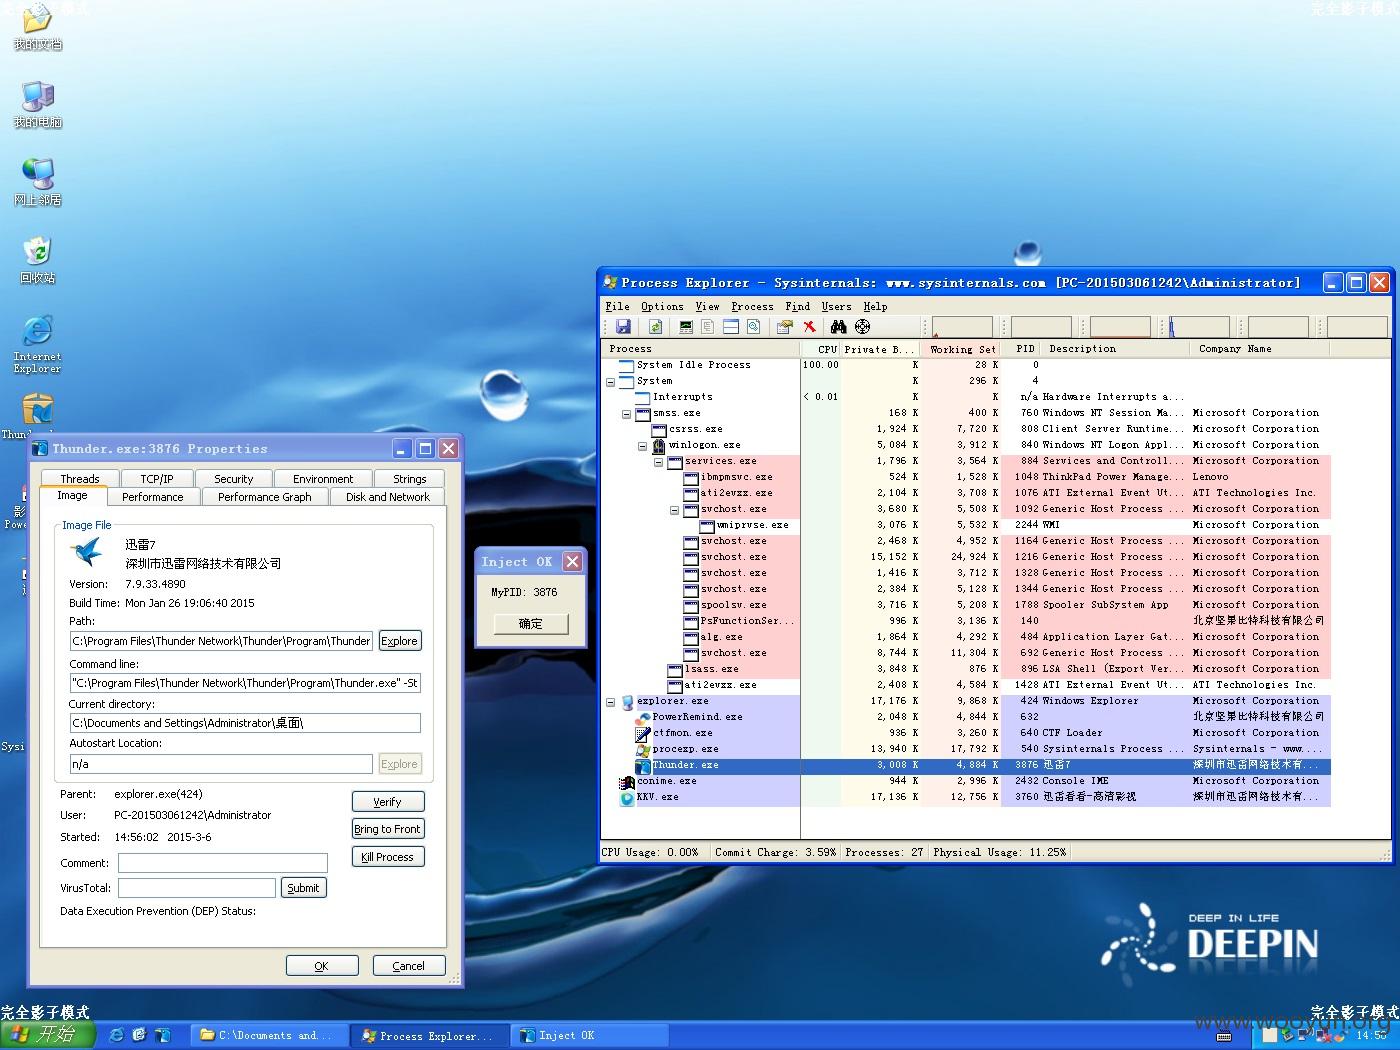 完全影子模式
完全影子模式
我的文档
我的电脑
网上邻居
回收站
Internet Explorer
Thunder.exe:3876 Properties
Threads TCP/IP Security Environment Strings
Image Performance Performance Graph Disk and Network
Image File
迅雷7
深圳市迅雷网络技术有限公司
Version: 7.9.33.4890
Build Time: Mon Jan 26 19:06:40 2015
Path:
C:\Program Files\Thunder Network\Thunder\Program\Thunder Explore
Command line:
"C:\Program Files\Thunder Network\Thunder\Program\Thunder.exe" -St
Current directory:
C:\Documents and Settings\Administrator\桌面\
Autostart Location:
n/a Explore
Parent: explorer.exe(424) Verify
User: PC-201503061242\Administrator
Bring to Front
Started: 14:56:02 2015-3-6
Kill Process
Comment:
VirusTotal: Submit
Data Execution Prevention (DEP) Status:
OK Cancel
Inject OK
MyPID: 3876
确定
Process Explorer - Sysinternals: www.sysinternals.com [PC-201503061242\Administrator]
File Options View Process Find Users Help
Process CPU Private B... Working Set PID Description Company Name
System Idle Process 100.00 K 28 K 0
System K 296 K 4
Interrupts < 0.01 K K n/a Hardware Interrupts a...
smss.exe 168 K 400 K 760 Windows NT Session Ma... Microsoft Corporation
csrss.exe 1,924 K 7,720 K 808 Client Server Runtime... Microsoft Corporation
winlogon.exe 5,084 K 3,912 K 840 Windows NT Logon Appl... Microsoft Corporation
services.exe 1,796 K 3,564 K 884 Services and Controll... Microsoft Corporation
ibmpmsvc.exe 524 K 1,528 K 1048 ThinkPad Power Manage... Lenovo
ati2evxx.exe 2,104 K 3,708 K 1076 ATI External Event Ut... ATI Technologies Inc.
svchost.exe 3,680 K 5,508 K 1092 Generic Host Process ... Microsoft Corporation
wmiprvse.exe 3,076 K 5,532 K 2244 WMI Microsoft Corporation
svchost.exe 2,468 K 4,952 K 1164 Generic Host Process ... Microsoft Corporation
svchost.exe 15,152 K 24,924 K 1216 Generic Host Process ... Microsoft Corporation
svchost.exe 1,416 K 3,712 K 1328 Generic Host Process ... Microsoft Corporation
svchost.exe 2,384 K 5,128 K 1344 Generic Host Process ... Microsoft Corporation
spoolsv.exe 3,716 K 5,208 K 1788 Spooler SubSystem App Microsoft Corporation
PsFunctionSer... 996 K 3,136 K 140 北京坚果比特科技有限公司
alg.exe 1,864 K 4,292 K 484 Application Layer Gat... Microsoft Corporation
svchost.exe 8,744 K 11,304 K 692 Generic Host Process ... Microsoft Corporation
lsass.exe 3,848 K 876 K 896 LSA Shell (Export Ver... Microsoft Corporation
ati2evxx.exe 2,408 K 4,584 K 1428 ATI External Event Ut... ATI Technologies Inc.
explorer.exe 17,176 K 9,868 K 424 Windows Explorer Microsoft Corporation
PowerRemind.exe 2,048 K 4,844 K 632 北京坚果比特科技有限公司
ctfmon.exe 936 K 3,260 K 640 CTF Loader Microsoft Corporation
procexp.exe 13,940 K 17,792 K 540 Sysinternals Process ... Sysinternals - www....
Thunder.exe 3,008 K 4,884 K 3876 迅雷7 深圳市迅雷网络技术有...
conime.exe 944 K 2,996 K 2432 Console IME Microsoft Corporation
KKV.exe 17,136 K 12,756 K 3760 迅雷看看-高清影视 深圳市迅雷网络技术有...
CPU Usage: 0.00% Commit Charge: 3.59% Processes: 27 Physical Usage: 11.25%
DEEP IN LIFE
DEEPIN
完全影子模式
完全影子模式
开始 C:\Documents and... Process Explorer... Inject OK
www.wooyun.org